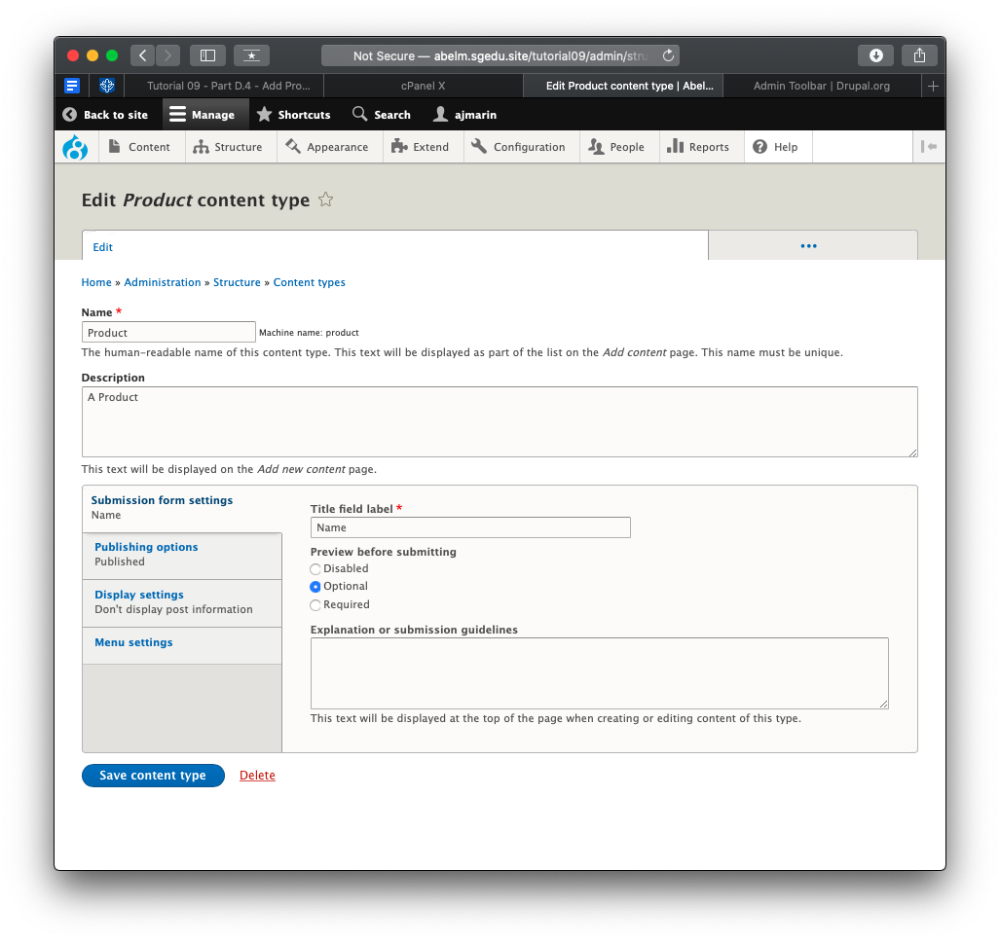 Not Secure — abelm.sgedu.site/tutorial09/admin/stru
Tutorial 09 - Part D.4 - Add Pro... cPanel X Edit Product content type | Abel... Admin Toolbar | Drupal.org
Back to site Manage Shortcuts Search ajmarin
Content Structure Appearance Extend Configuration People Reports Help
Edit Product content type
Edit
Home » Administration » Structure » Content types
Name *
Product Machine name: product
The human-readable name of this content type. This text will be displayed as part of the list on the Add content page. This name must be unique.
Description
A Product
This text will be displayed on the Add new content page.
Submission form settings
Name
Publishing options
Published
Display settings
Don't display post information
Menu settings
Title field label *
Name
Preview before submitting
Disabled
Optional
Required
Explanation or submission guidelines
This text will be displayed at the top of the page when creating or editing content of this type.
Save content type Delete